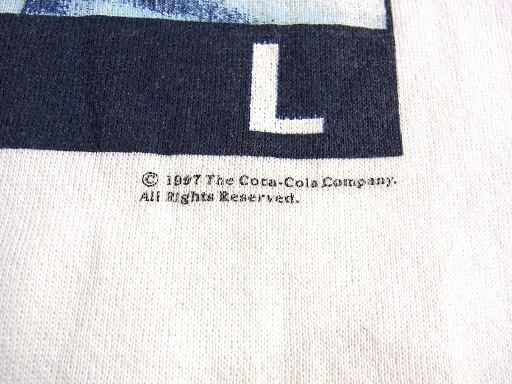 L
© 1997 The Coca-Cola Company.
All Rights Reserved.